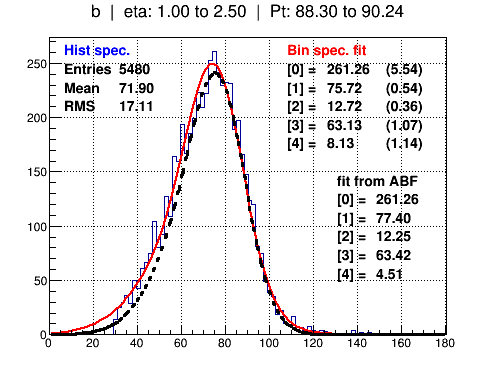 b | eta: 1.00 to 2.50 | Pt: 88.30 to 90.24
Hist spec.
Entries 5480
Mean 71.90
RMS 17.11
Bin spec. fit
[0] = 261.26 (5.54)
[1] = 75.72 (0.54)
[2] = 12.72 (0.36)
[3] = 63.13 (1.07)
[4] = 8.13 (1.14)
fit from ABF
[0] = 261.26
[1] = 77.40
[2] = 12.25
[3] = 63.42
[4] = 4.51
250
200
150
100
50
0
0 20 40 60 80 100 120 140 160 180